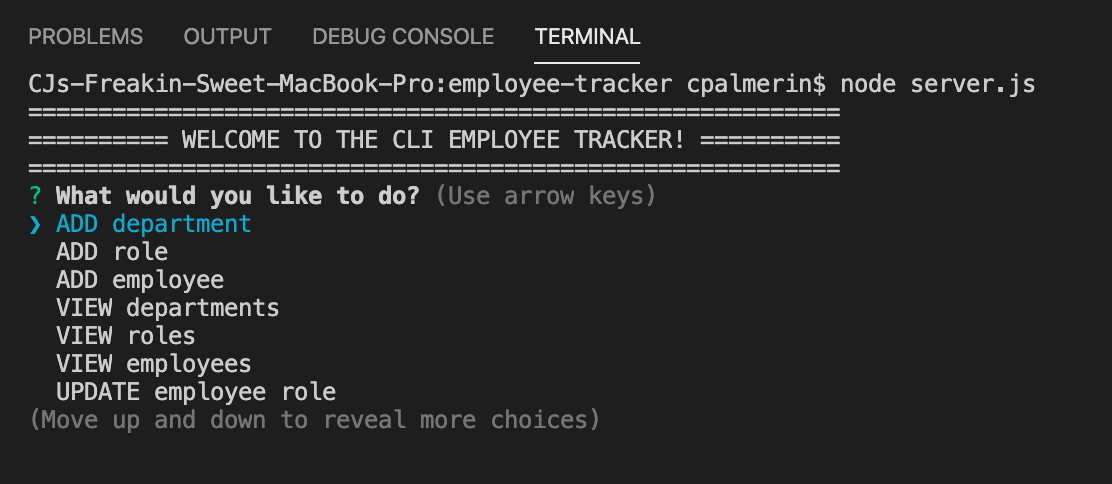 PROBLEMS OUTPUT DEBUG CONSOLE TERMINAL
CJs-Freakin-Sweet-MacBook-Pro:employee-tracker cpalmerin$ node server.js
==========================================================
========== WELCOME TO THE CLI EMPLOYEE TRACKER! ==========
==========================================================
? What would you like to do? (Use arrow keys)
❯ ADD department
ADD role
ADD employee
VIEW departments
VIEW roles
VIEW employees
UPDATE employee role
(Move up and down to reveal more choices)